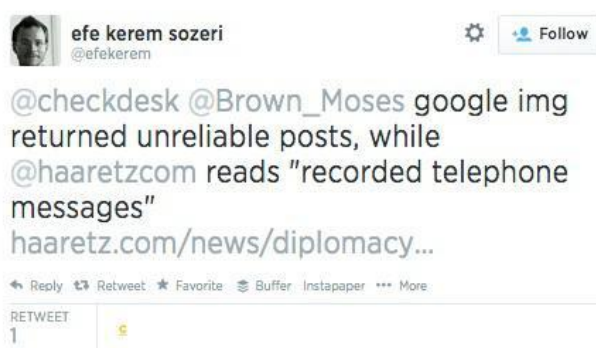 efe kerem sozeri
@efekerem
Follow
@checkdesk @Brown_Moses google img
returned unreliable posts, while
@haaretzcom reads "recorded telephone
messages"
haaretz.com/news/diplomacy...
Reply Retweet Favorite Buffer Instapaper ••• More
RETWEET
1
c